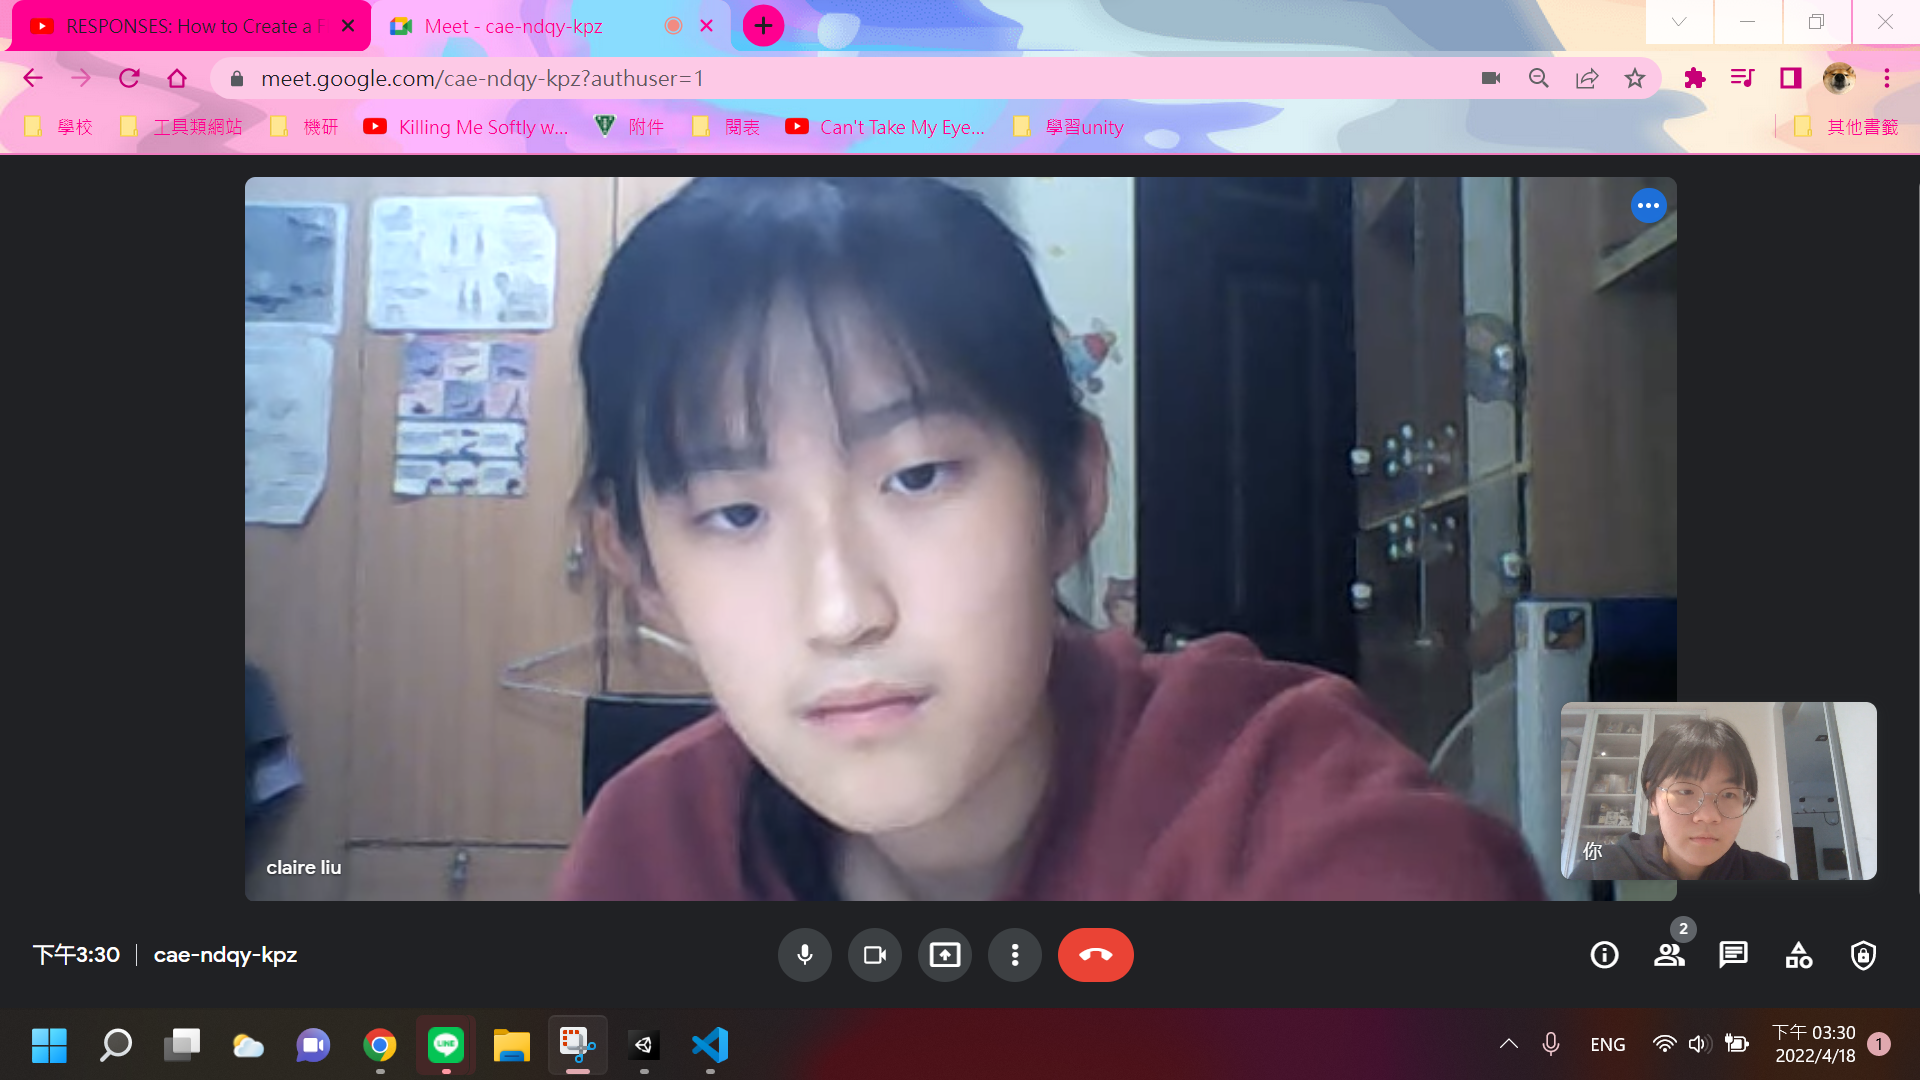 RESPONSES: How to Create a F
Meet - cae-ndqy-kpz
meet.google.com/cae-ndqy-kpz?authuser=1
學校
工具類網站
機研
Killing Me Softly w...
附件
閱表
Can't Take My Eye...
學習unity
其他書籤
claire liu
你
下午3:30
cae-ndqy-kpz
2
LINE
ENG
下午 03:30
2022/4/18
1